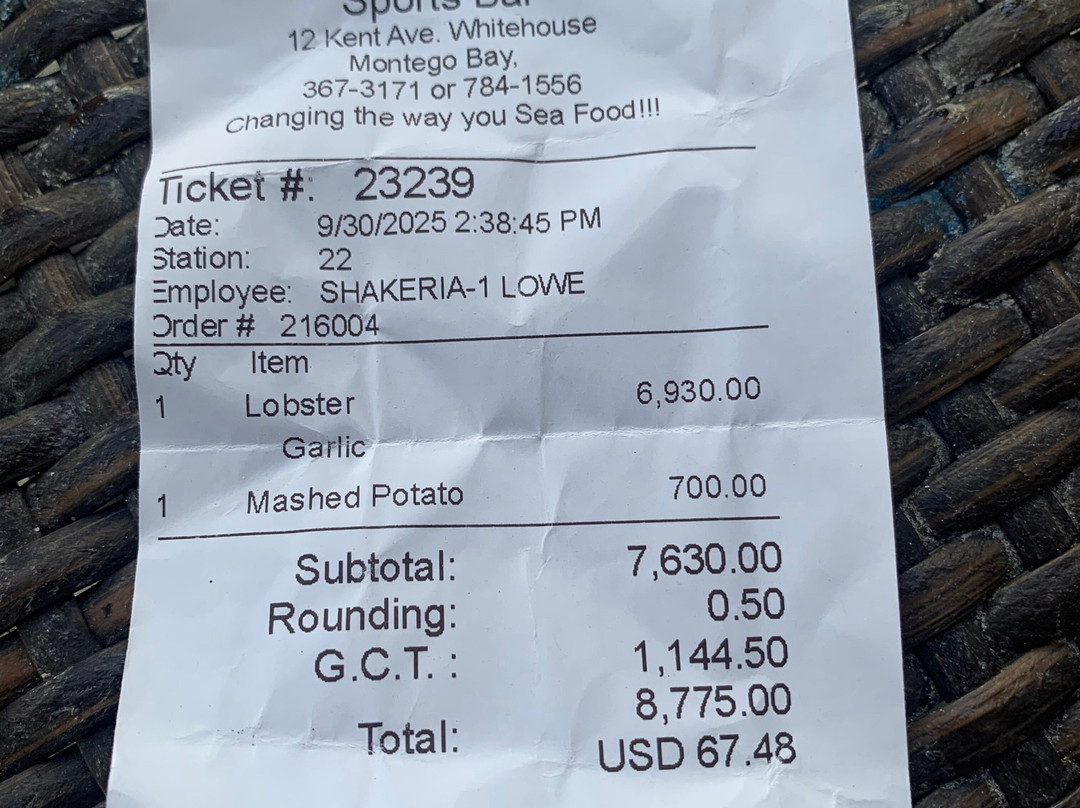 Sports Bar
12 Kent Ave. Whitehouse
Montego Bay,
367-3171 or 784-1556
Changing the way you Sea Food!!!
Ticket #: 23239
Date: 9/30/2025 2:38:45 PM
Station: 22
Employee: SHAKERIA-1 LOWE
Order # 216004
Qty Item
1 Lobster 6,930.00
Garlic
1 Mashed Potato 700.00
Subtotal: 7,630.00
Rounding: 0.50
G.C.T. : 1,144.50
8,775.00
Total: USD 67.48